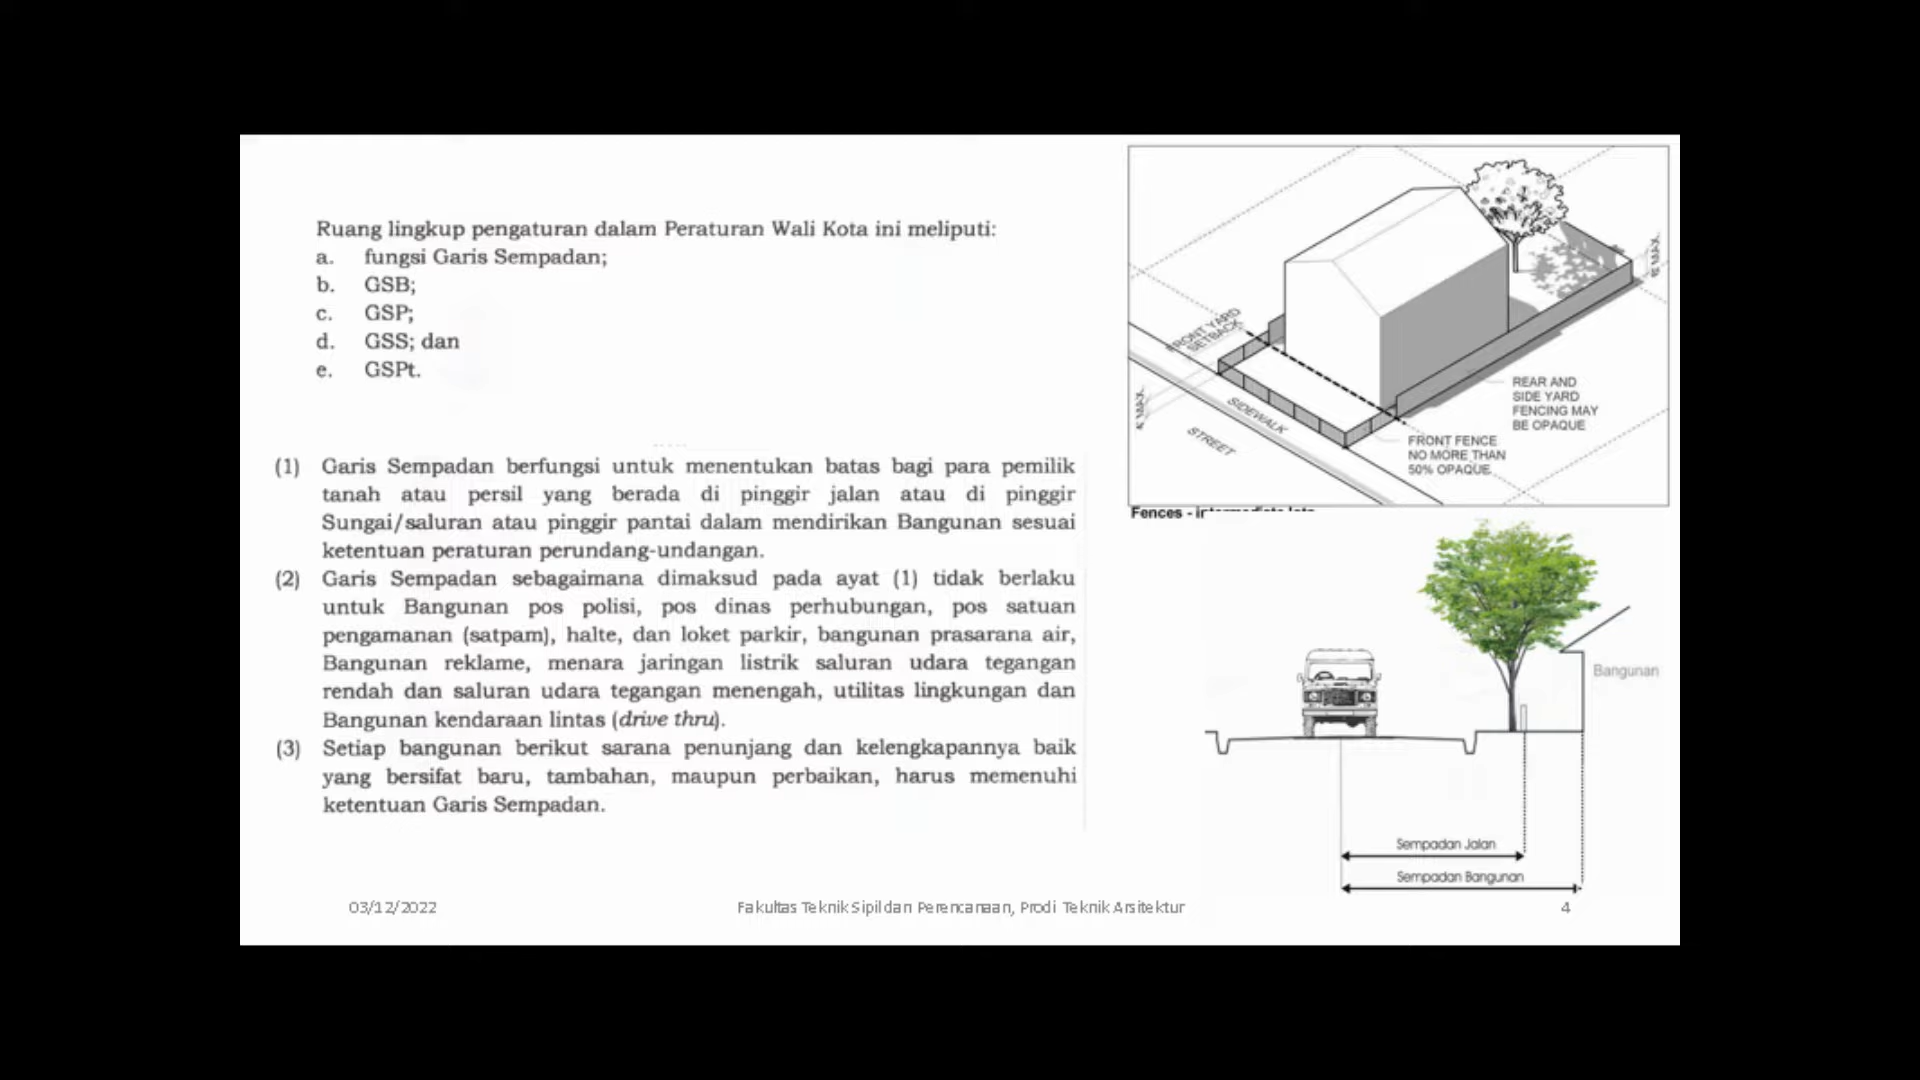 Ruang lingkup pengaturan dalam Peraturan Wali Kota ini meliputi:
a. fungsi Garis Sempadan;
b. GSB;
c. GSP;
d. GSS; dan
e. GSPt.
(1) Garis Sempadan berfungsi untuk menentukan batas bagi para pemilik
tanah atau persil yang berada di pinggir jalan atau di pinggir
Sungai/saluran atau pinggir pantai dalam mendirikan Bangunan sesuai
ketentuan peraturan perundang-undangan.
(2) Garis Sempadan sebagaimana dimaksud pada ayat (1) tidak berlaku
untuk Bangunan pos polisi, pos dinas perhubungan, pos satuan
pengamanan (satpam), halte, dan loket parkir, bangunan prasarana air,
Bangunan reklame, menara jaringan listrik saluran udara tegangan
rendah dan saluran udara tegangan menengah, utilitas lingkungan dan
Bangunan kendaraan lintas (drive thru).
(3) Setiap bangunan berikut sarana penunjang dan kelengkapannya baik
yang bersifat baru, tambahan, maupun perbaikan, harus memenuhi
ketentuan Garis Sempadan.
FRONT YARD
SETBACK
MAX.
MAX.
SIDEWALK
STREET
REAR AND
SIDE YARD
FENCING MAY
BE OPAQUE
FRONT FENCE
NO MORE THAN
50% OPAQUE
Fences -
Bangunan
Sempadan Jalan
Sempadan Bangunan
03/12/2022
Fakultas Teknik Sipil dan Perencanaan, Prodi Teknik Arsitektur
4